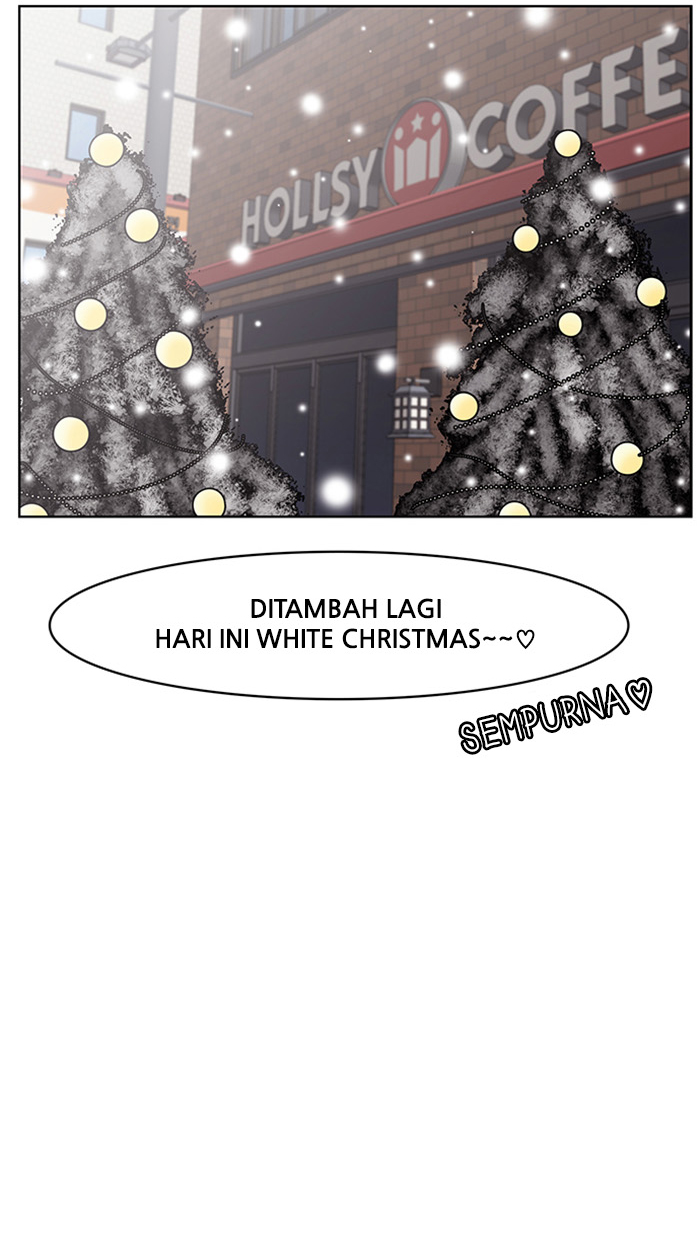 HOLLSY COFFE
DITAMBAH LAGI
HARI INI WHITE CHRISTMAS~~♡
SEMPURNA♡